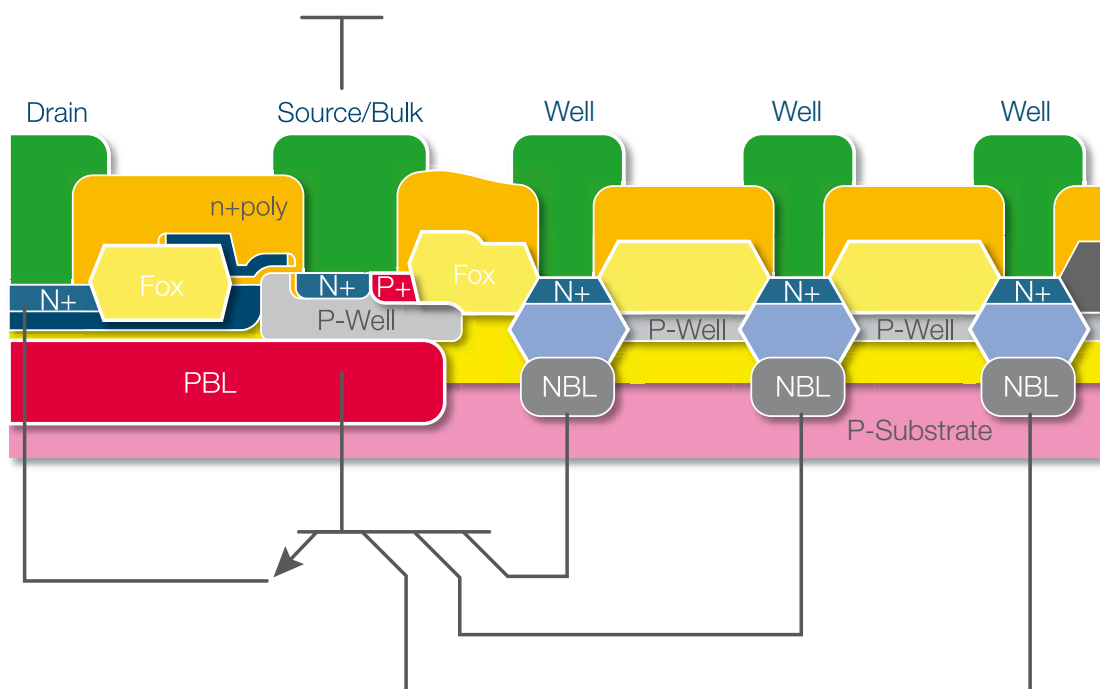 Drain
Source/Bulk
Well
Well
Well
n+poly
Fox
Fox
N+
N+
P+
N+
N+
N+
P-Well
P-Well
P-Well
PBL
NBL
NBL
NBL
P-Substrate